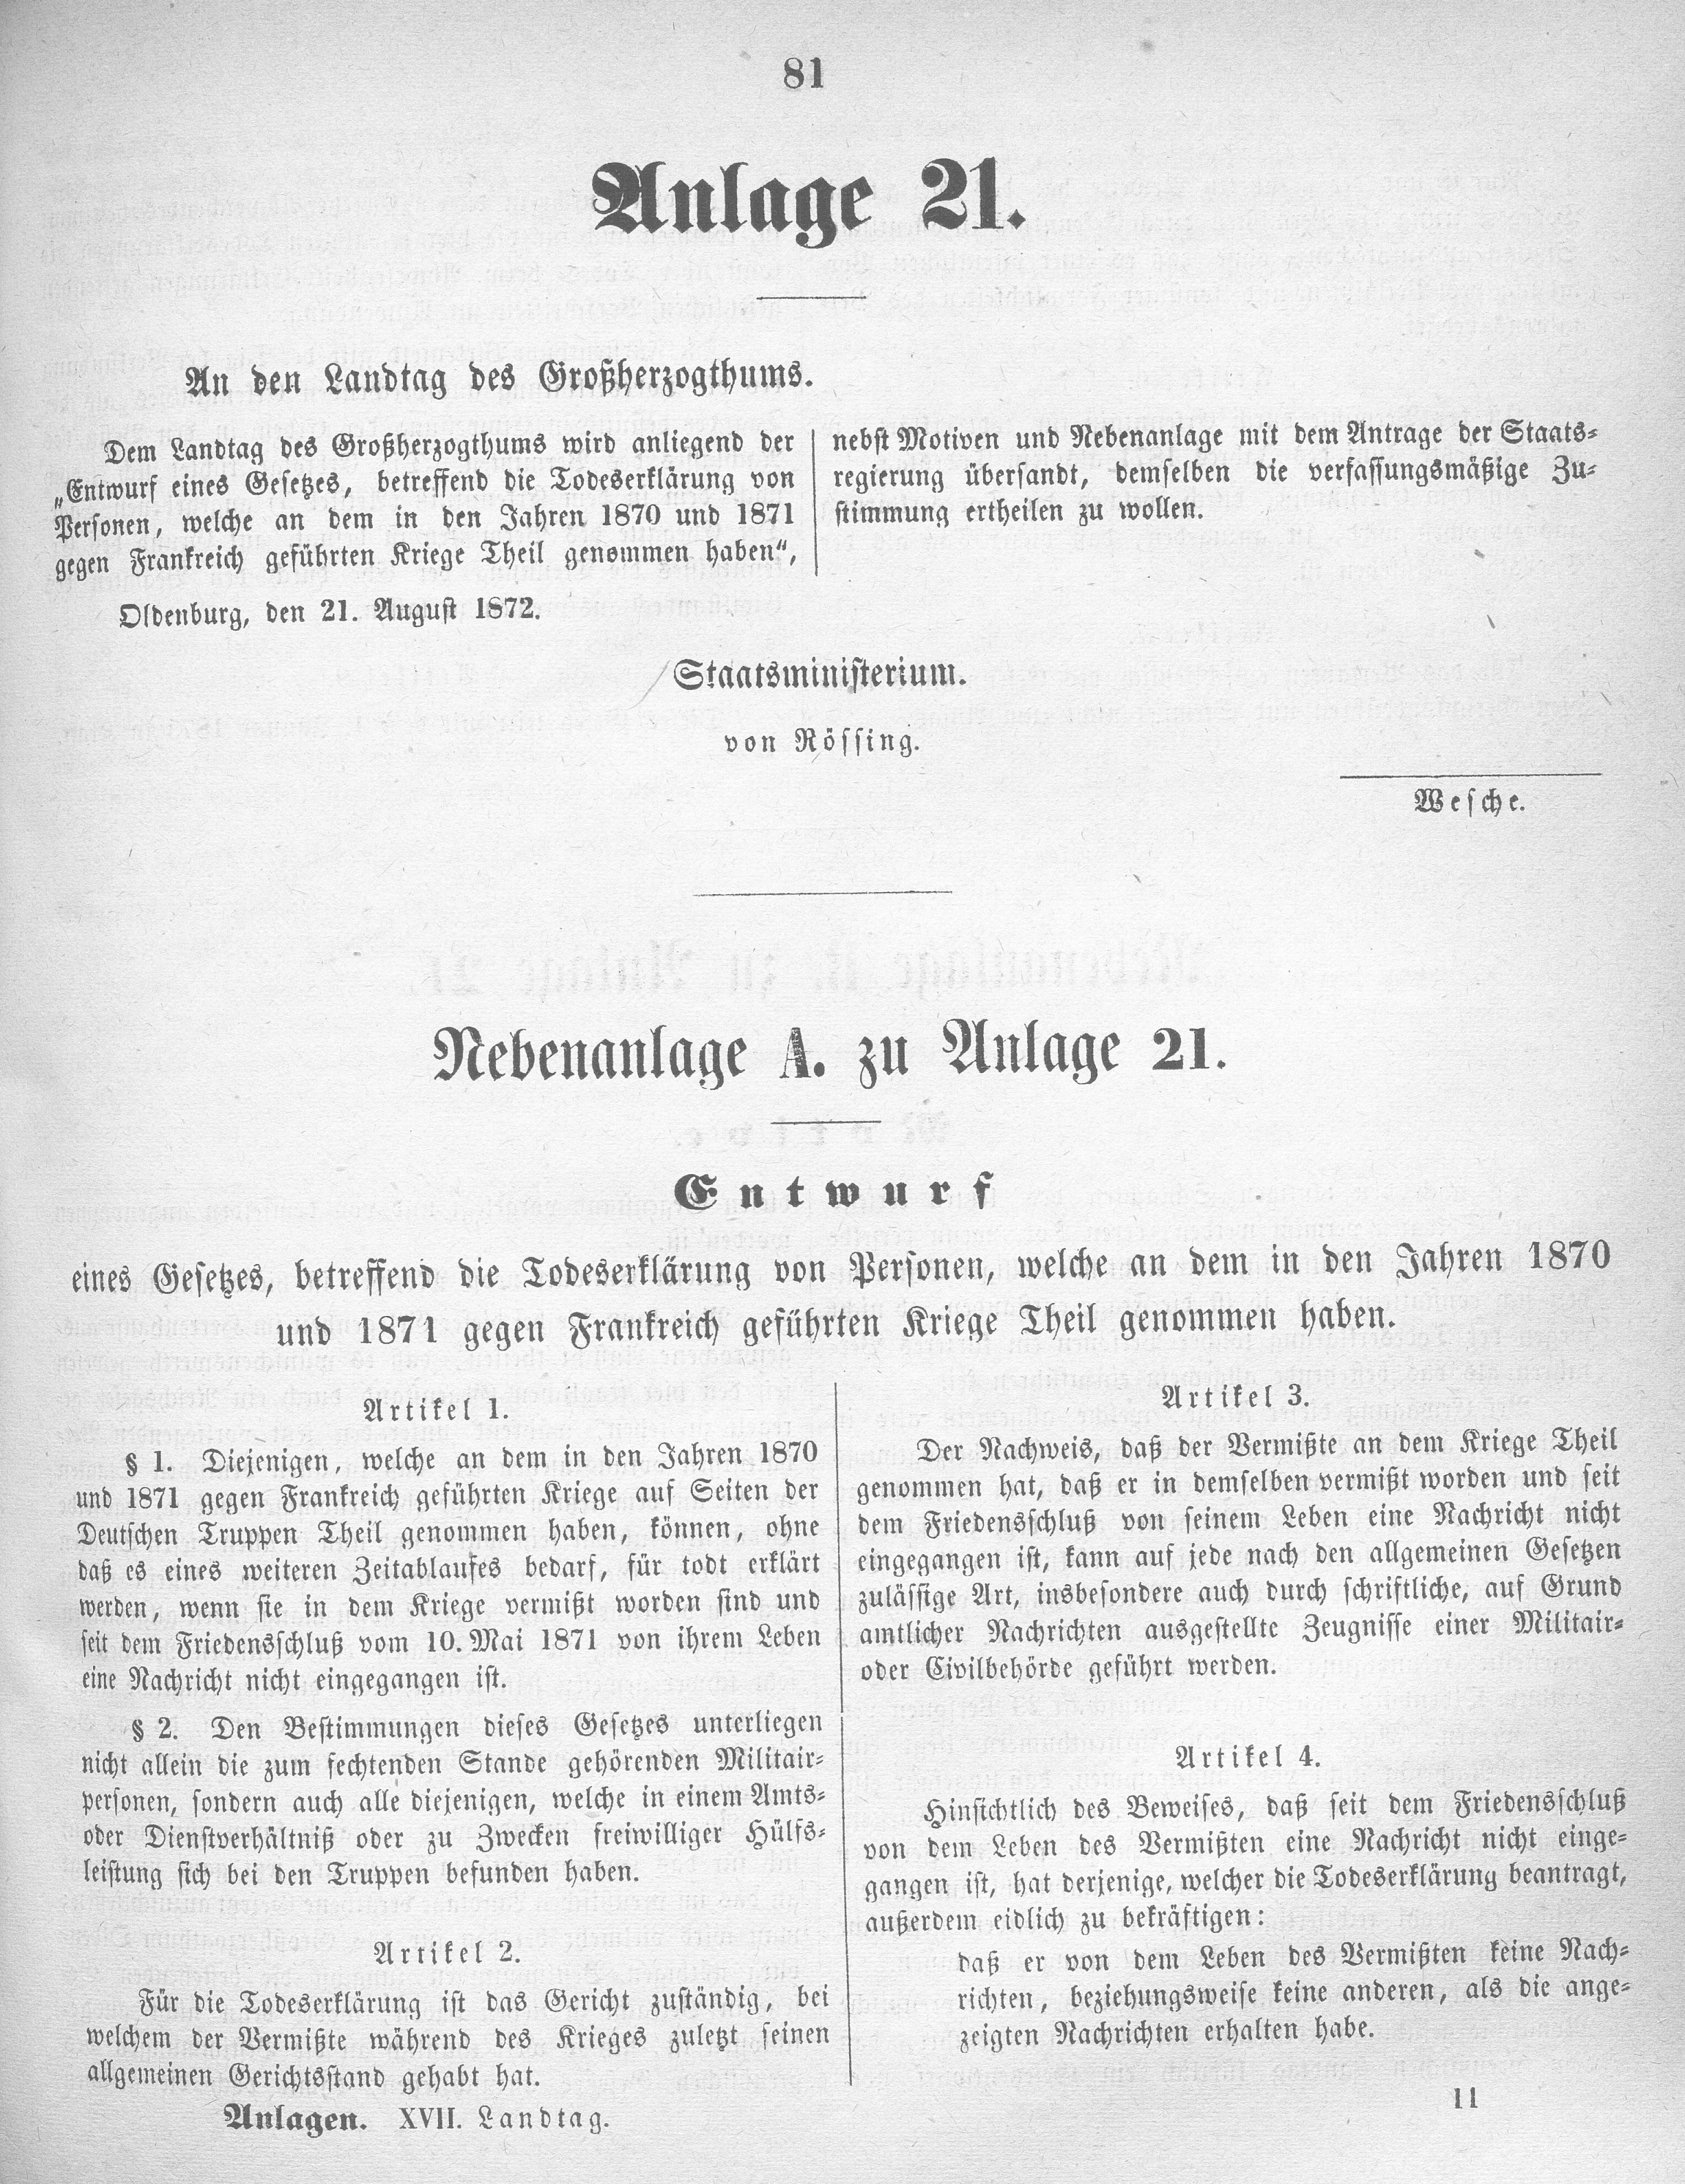 81
Anlage 21.
An den Landtag des Großherzogthums.
Dem Landtag des Großherzogthums wird anliegend der
„Entwurf eines Gesetzes, betreffend die Todeserklärung von
Personen, welche an dem in den Jahren 1870 und 1871
gegen Frankreich geführten Kriege Theil genommen haben“,
nebst Motiven und Nebenanlage mit dem Antrage der Staats-
regierung übersandt, demselben die verfassungsmäßige Zu-
stimmung ertheilen zu wollen.
Oldenburg, den 21. August 1872.
Staatsministerium.
von Rössing.
Wesche.
Nebenanlage A. zu Anlage 21.
Entwurf
eines Gesetzes, betreffend die Todeserklärung von Personen, welche an dem in den Jahren 1870
und 1871 gegen Frankreich geführten Kriege Theil genommen haben.
Artikel 1.
§ 1. Diejenigen, welche an dem in den Jahren 1870
und 1871 gegen Frankreich geführten Kriege auf Seiten der
Deutschen Truppen Theil genommen haben, können, ohne
daß es eines weiteren Zeitablaufes bedarf, für todt erklärt
werden, wenn sie in dem Kriege vermißt worden sind und
seit dem Friedensschluß vom 10. Mai 1871 von ihrem Leben
eine Nachricht nicht eingegangen ist.
§ 2. Den Bestimmungen dieses Gesetzes unterliegen
nicht allein die zum fechtenden Stande gehörenden Militair-
personen, sondern auch alle diejenigen, welche in einem Amts-
oder Dienstverhältniß oder zu Zwecken freiwilliger Hülfs-
leistung sich bei den Truppen befunden haben.
Artikel 2.
Für die Todeserklärung ist das Gericht zuständig, bei
welchem der Vermißte während des Krieges zuletzt seinen
allgemeinen Gerichtsstand gehabt hat.
Artikel 3.
Der Nachweis, daß der Vermißte an dem Kriege Theil
genommen hat, daß er in demselben vermißt worden und seit
dem Friedensschluß von seinem Leben eine Nachricht nicht
eingegangen ist, kann auf jede nach den allgemeinen Gesetzen
zulässige Art, insbesondere auch durch schriftliche, auf Grund
amtlicher Nachrichten ausgestellte Zeugnisse einer Militair-
oder Civilbehörde geführt werden.
Artikel 4.
Hinsichtlich des Beweises, daß seit dem Friedensschluß
von dem Leben des Vermißten eine Nachricht nicht einge-
gangen ist, hat derjenige, welcher die Todeserklärung beantragt,
außerdem eidlich zu bekräftigen:
daß er von dem Leben des Vermißten keine Nach-
richten, beziehungsweise keine anderen, als die ange-
zeigten Nachrichten erhalten habe.
Anlagen. XVII. Landtag.
11